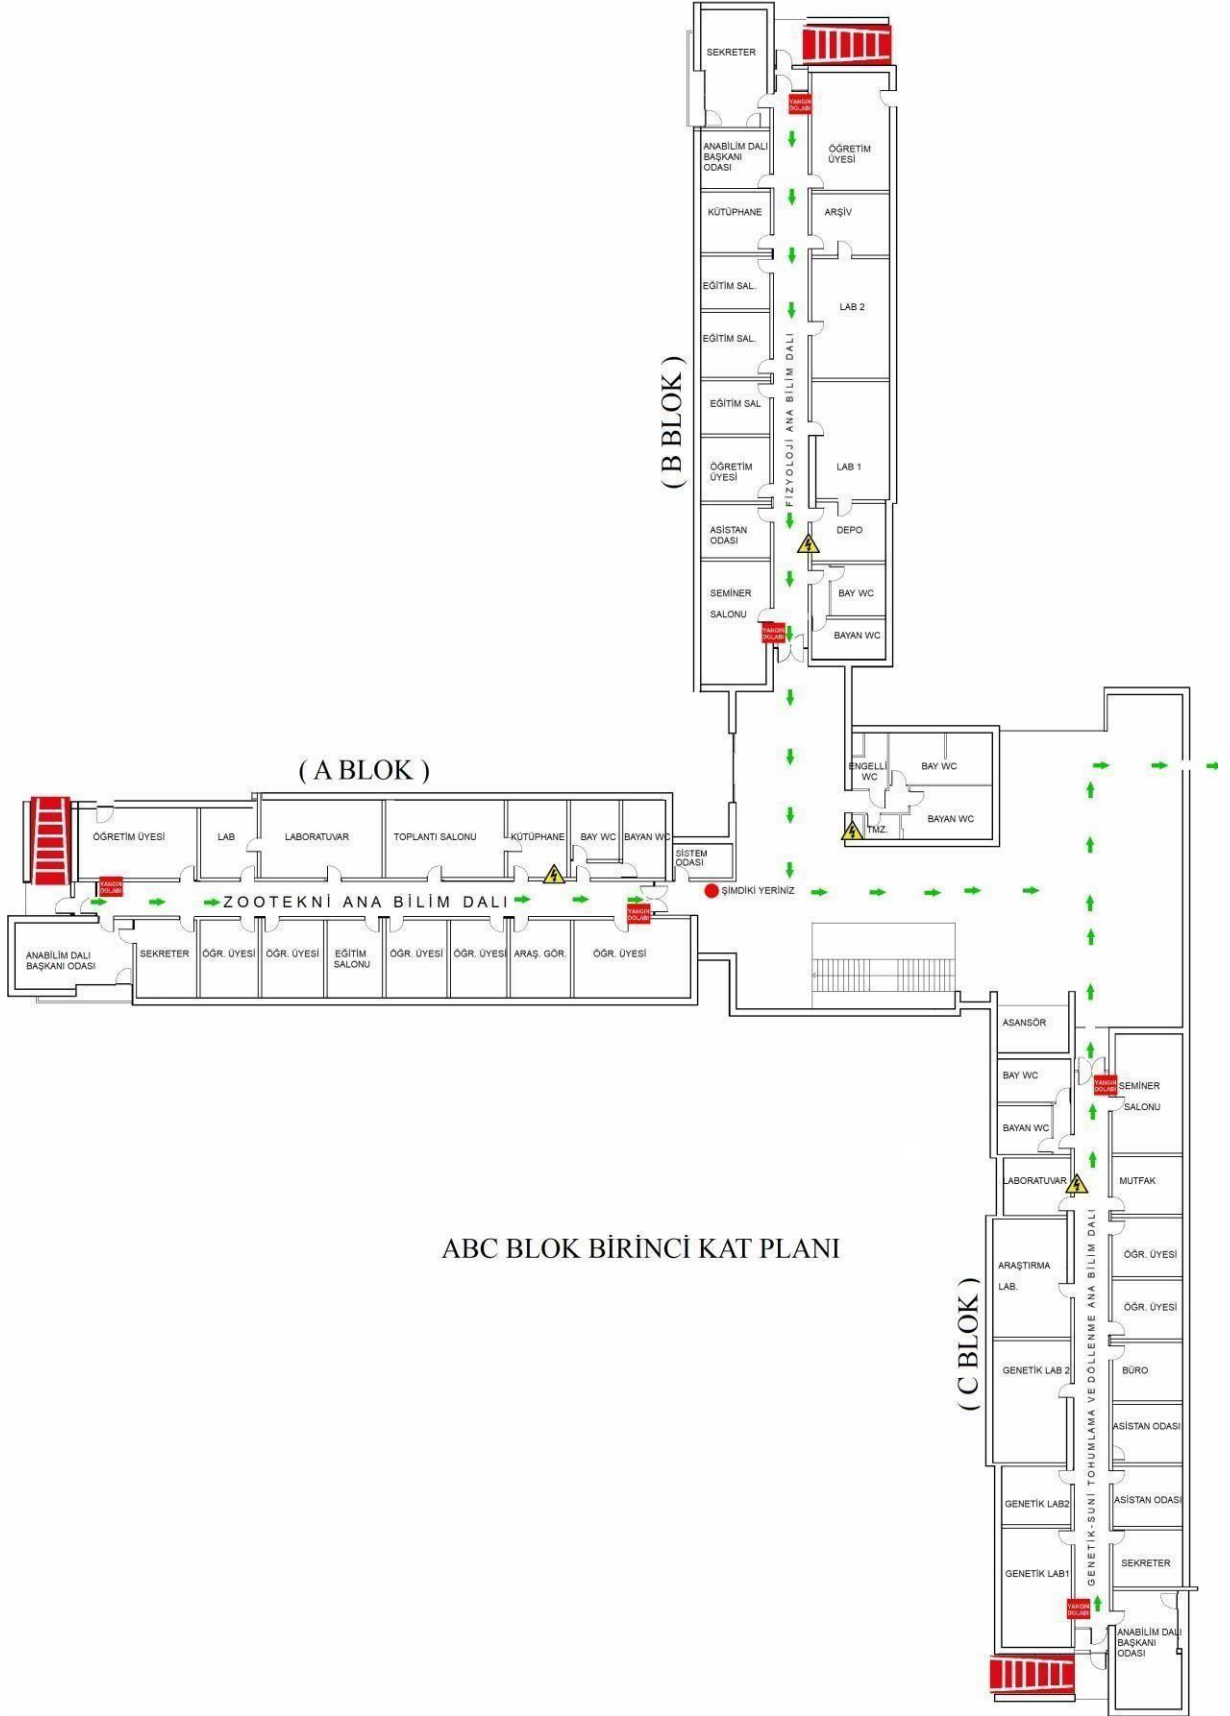 SEKRETER
YANGIN
DOLABI
ANABİLİM DALI
BAŞKANI
ODASI
ÖĞRETİM
ÜYESİ
KÜTÜPHANE
ARŞİV
EĞİTİM SAL.
LAB 2
EĞİTİM SAL.
EĞİTİM SAL
LAB 1
ÖĞRETİM
ÜYESİ
ASİSTAN
ODASI
DEPO
SEMİNER
SALONU
BAY WC
BAYAN WC
YANGIN
DOLABI
FİZYOLOJİ ANA BİLİM DALI
( B BLOK )
ENGELLİ
WC
BAY WC
BAYAN WC
TMZ.
( A BLOK )
ÖĞRETİM ÜYESİ
LAB
LABORATUVAR
TOPLANTI SALONU
KÜTÜPHANE
BAY WC
BAYAN WC
SİSTEM
ODASI
YANGIN
DOLABI
ZOOTEKNİ ANA BİLİM DALI
YANGIN
DOLABI
ŞİMDİKİ YERİNİZ
ANABİLİM DALI
BAŞKANI ODASI
SEKRETER
ÖĞR. ÜYESİ
ÖĞR. ÜYESİ
EĞİTİM
SALONU
ÖĞR. ÜYESİ
ÖĞR. ÜYESİ
ARAŞ. GÖR.
ÖĞR. ÜYESİ
ASANSÖR
BAY WC
YANGIN
DOLABI
SEMİNER
SALONU
BAYAN WC
LABORATUVAR
MUTFAK
ABC BLOK BİRİNCİ KAT PLANI
ARAŞTIRMA
LAB.
ÖĞR. ÜYESİ
ÖĞR. ÜYESİ
( C BLOK )
GENETİK LAB 2
BÜRO
ASİSTAN ODASI
GENETİK LAB2
ASİSTAN ODASI
GENETİK LAB1
SEKRETER
GENETİK-SUNİ TOHUMLAMA VE DÖLLENME ANA BİLİM DALI
YANGIN
DOLABI
ANABİLİM DALI
BAŞKANI
ODASI